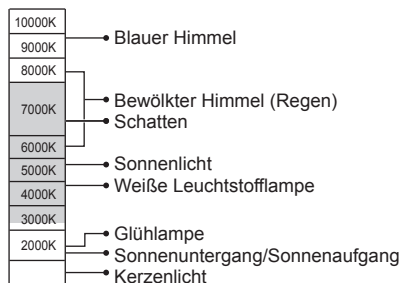 10000K
9000K
8000K
7000K
6000K
5000K
4000K
3000K
2000K
Blauer Himmel
Bewölkter Himmel (Regen)
Schatten
Sonnenlicht
Weiße Leuchtstofflampe
Glühlampe
Sonnenuntergang/Sonnenaufgang
Kerzenlicht